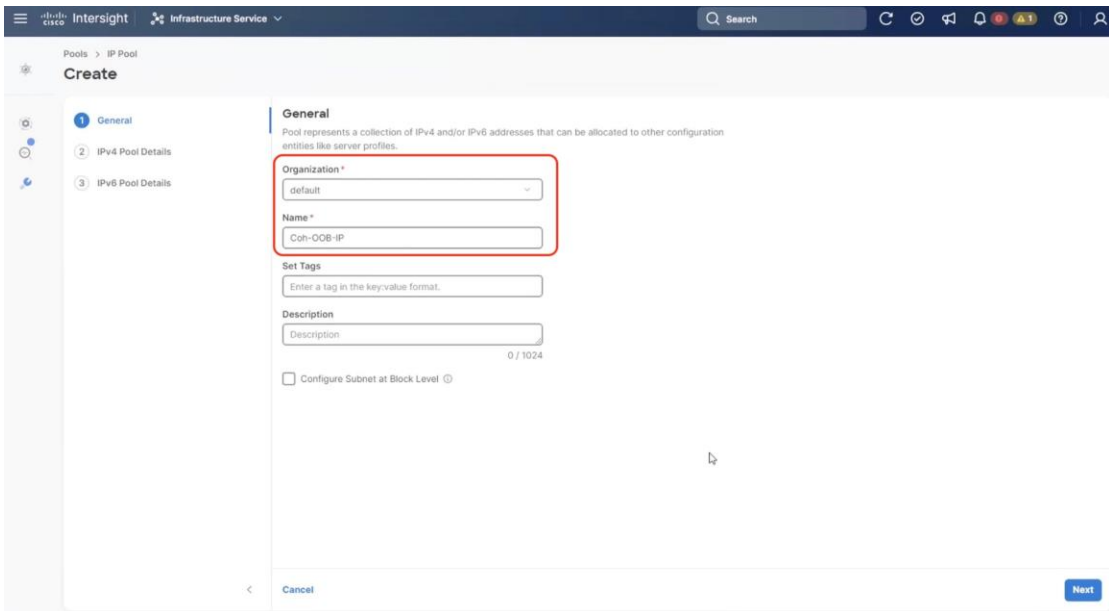 cisco Intersight Infrastructure Service Search 0 1
Pools > IP Pool
Create
1 General
2 IPv4 Pool Details
3 IPv6 Pool Details
General
Pool represents a collection of IPv4 and/or IPv6 addresses that can be allocated to other configuration
entities like server profiles.
Organization *
default
Name *
Coh-OOB-IP
Set Tags
Enter a tag in the key:value format.
Description
Description
0 / 1024
Configure Subnet at Block Level
Cancel Next